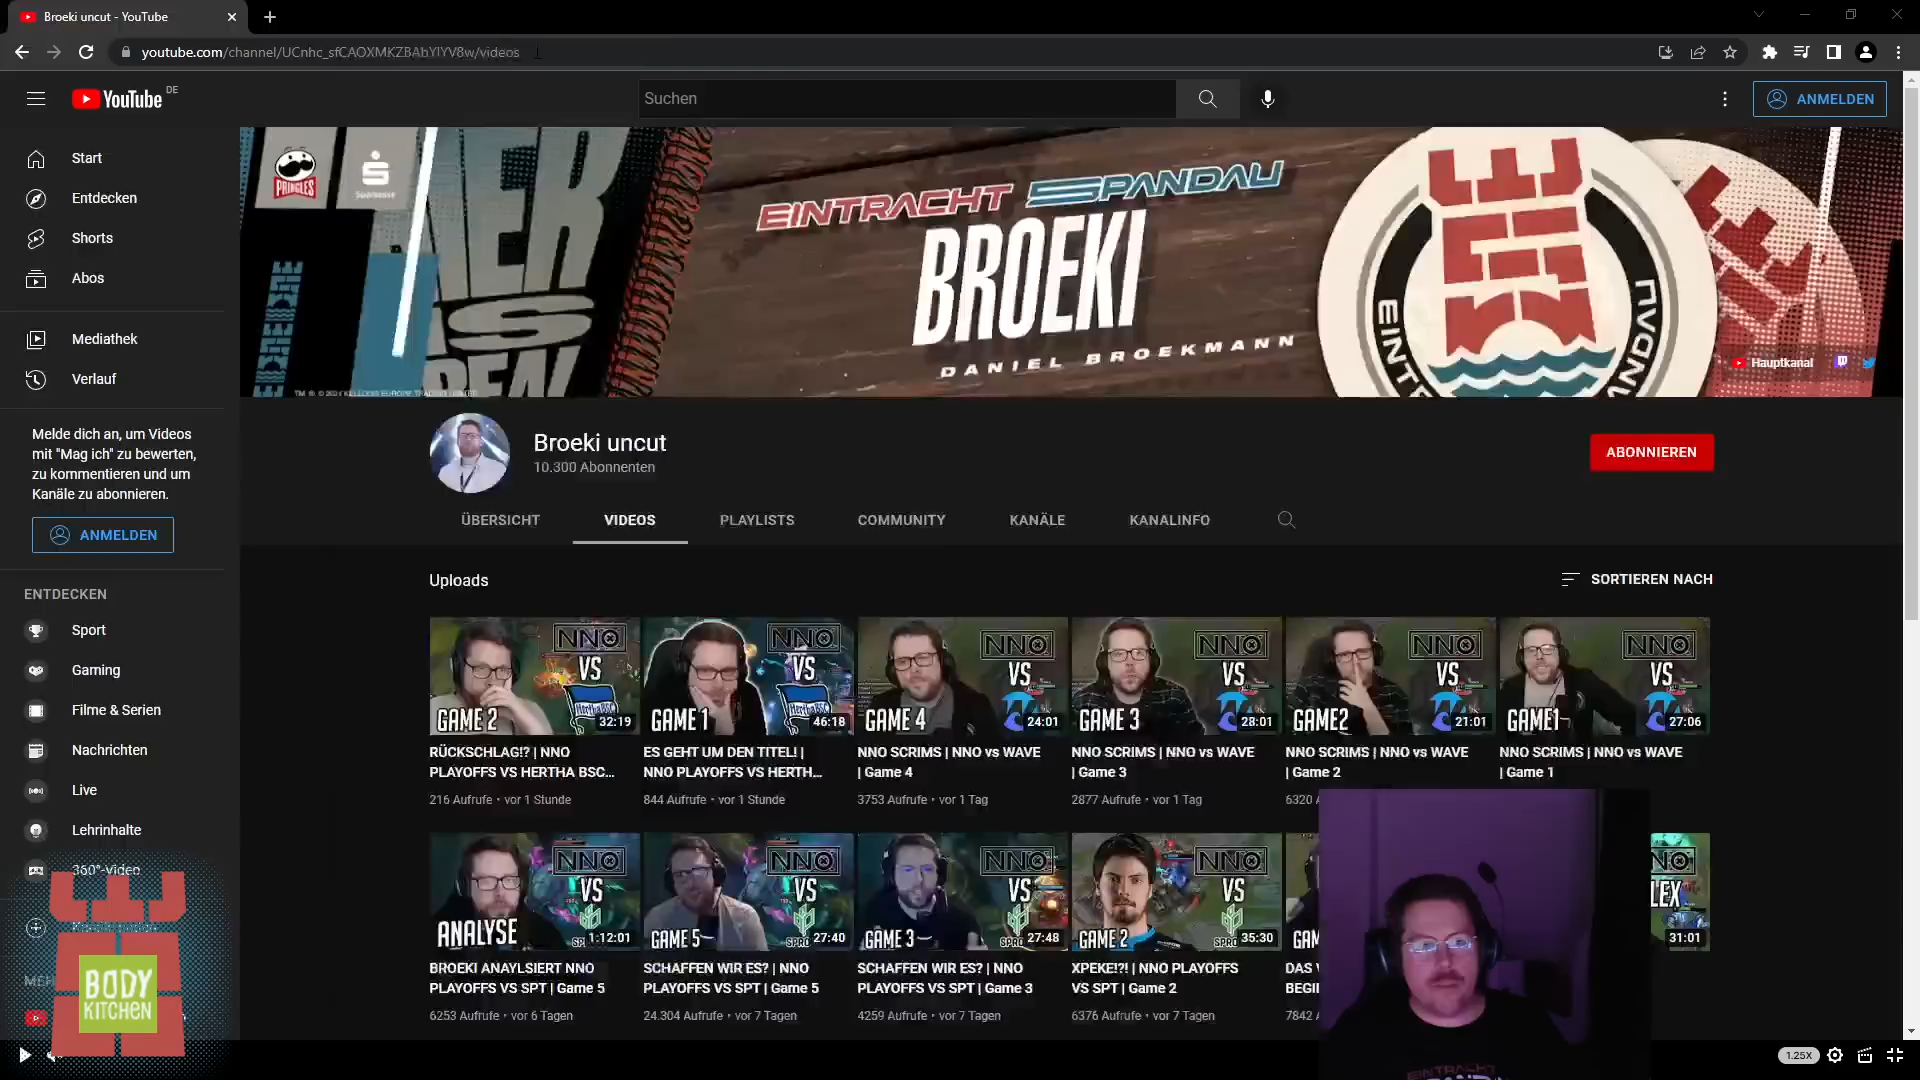 Broeki uncut - YouTube
youtube.com/channel/UCnhc_sfCAOXMKZBAbYlYV8w/videos
YouTube DE
Suchen
ANMELDEN
Start
Entdecken
Shorts
Abos
Mediathek
Verlauf
Melde dich an, um Videos
mit "Mag ich" zu bewerten,
zu kommentieren und um
Kanäle zu abonnieren.
ANMELDEN
ENTDECKEN
Sport
Gaming
Filme & Serien
Nachrichten
Live
Lehrinhalte
360°-Video
BODY
KITCHEN
PRINGLES
Sparkasse
EINTRACHT SPANDAU
BROEKI
DANIEL BROEKMANN
Hauptkanal
Broeki uncut
10.300 Abonnenten
ABONNIEREN
ÜBERSICHT
VIDEOS
PLAYLISTS
COMMUNITY
KANÄLE
KANALINFO
Uploads
SORTIEREN NACH
NNO VS Hertha BSC GAME 2 32:19
NNO VS GAME 1 46:18
NNO VS GAME 4 24:01
NNO VS GAME 3 28:01
NNO VS GAME2 21:01
NNO VS GAME1 27:06
RÜCKSCHLAG!? | NNO
PLAYOFFS VS HERTHA BSC...
216 Aufrufe • vor 1 Stunde
ES GEHT UM DEN TITEL! |
NNO PLAYOFFS VS HERTH...
844 Aufrufe • vor 1 Stunde
NNO SCRIMS | NNO vs WAVE
| Game 4
3753 Aufrufe • vor 1 Tag
NNO SCRIMS | NNO vs WAVE
| Game 3
2877 Aufrufe • vor 1 Tag
NNO SCRIMS | NNO vs WAVE
| Game 2
6320
NNO SCRIMS | NNO vs WAVE
| Game 1
NNO VS ANALYSE 1:12:01
NNO VS GAME 5 SPRO 27:40
NNO VS GAME 3 SPRO 27:48
NNO VS GAME 2 SPRO 35:30
31:01
BROEKI ANAYLSIERT NNO
PLAYOFFS VS SPT | Game 5
6253 Aufrufe • vor 6 Tagen
SCHAFFEN WIR ES? | NNO
PLAYOFFS VS SPT | Game 5
24.304 Aufrufe • vor 7 Tagen
SCHAFFEN WIR ES? | NNO
PLAYOFFS VS SPT | Game 3
4259 Aufrufe • vor 7 Tagen
XPEKE!?! | NNO PLAYOFFS
VS SPT | Game 2
6376 Aufrufe • vor 7 Tagen
7842
EINTRACHT
1.25X